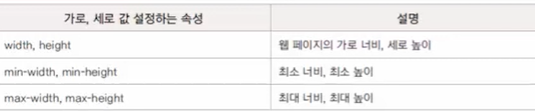 가로, 세로 값 설정하는 속성 설명
width, height 웹 페이지의 가로 너비, 세로 높이
min-width, min-height 최소 너비, 최소 높이
max-width, max-height 최대 너비, 최대 높이